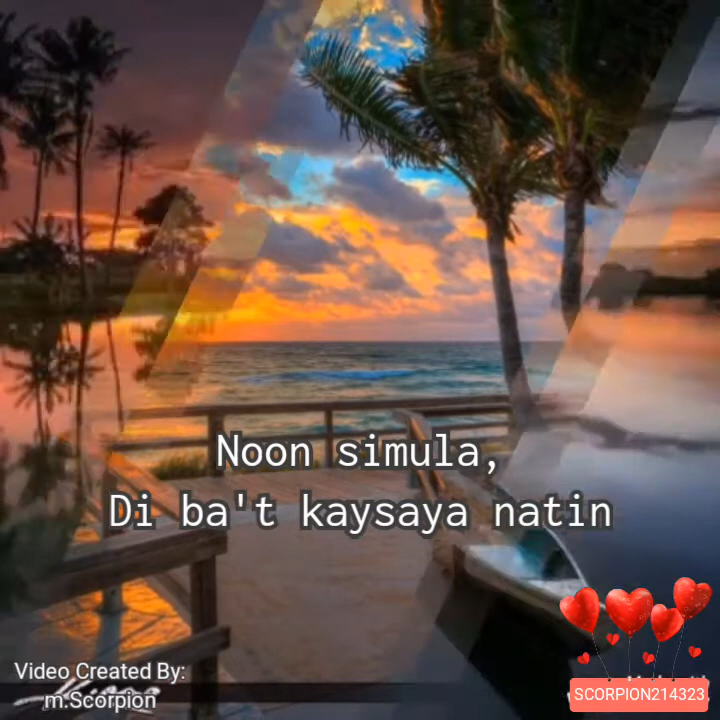 Noon simula,
Di ba't kaysaya natin
Video Created By:
m.Scorpion
SCORPION214323